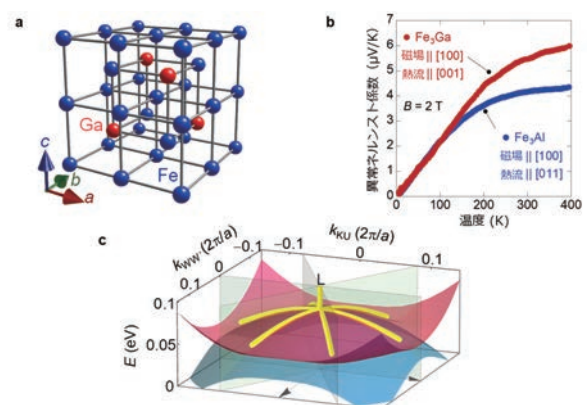 a
Ga
Fe
c
b
a
b
異常ネルンスト係数 (μV/K)
7
6
5
4
3
2
1
0
Fe₃Ga
磁場 || [100]
熱流 || [001]
B = 2 T
Fe₃Al
磁場 || [100]
熱流 || [011]
0 100 200 300 400
温度 (K)
c
k_WW' (2π/a)
k_KU (2π/a)
−0.1
0
0.1
−0.1
0
0.1
L
E (eV)
0.1
0.05
0